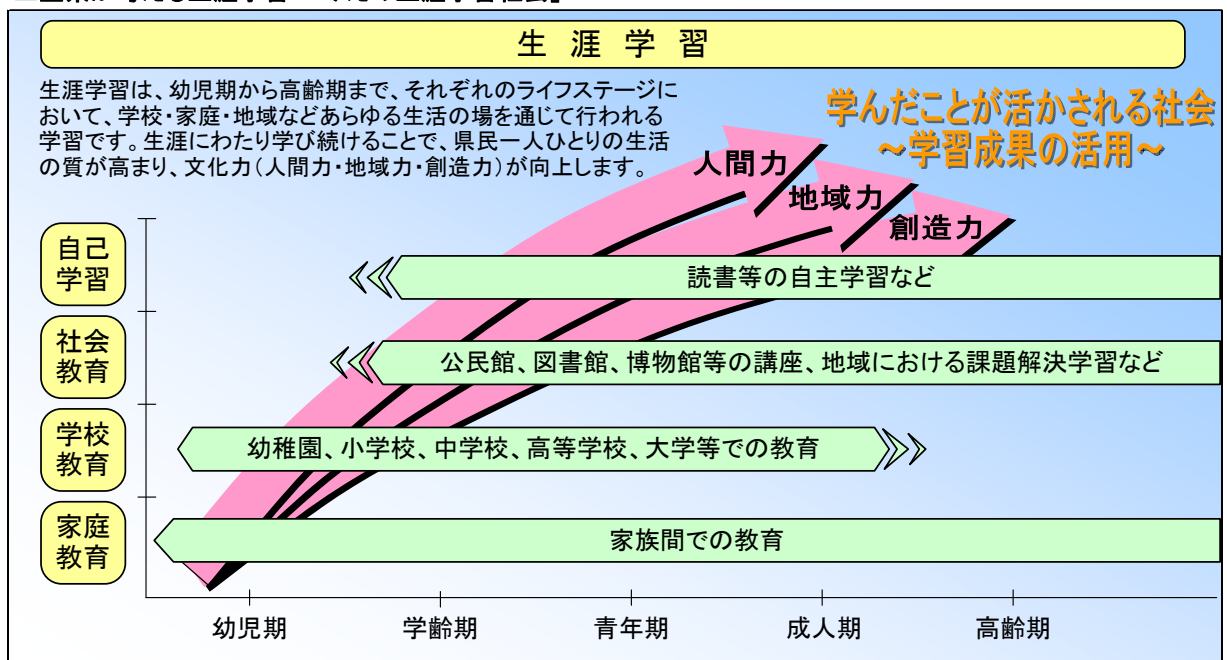 生 涯 学 習
生涯学習は、幼児期から高齢期まで、それぞれのライフステージに
おいて、学校・家庭・地域などあらゆる生活の場を通じて行われる
学習です。生涯にわたり学び続けることで、県民一人ひとりの生活
の質が高まり、文化力（人間力・地域力・創造力）が向上します。
学んだことが活かされる社会
～学習成果の活用～
人間力
地域力
創造力
自己
学習
読書等の自主学習など
社会
教育
公民館、図書館、博物館等の講座、地域における課題解決学習など
学校
教育
幼稚園、小学校、中学校、高等学校、大学等での教育
家庭
教育
家族間での教育
幼児期
学齢期
青年期
成人期
高齢期